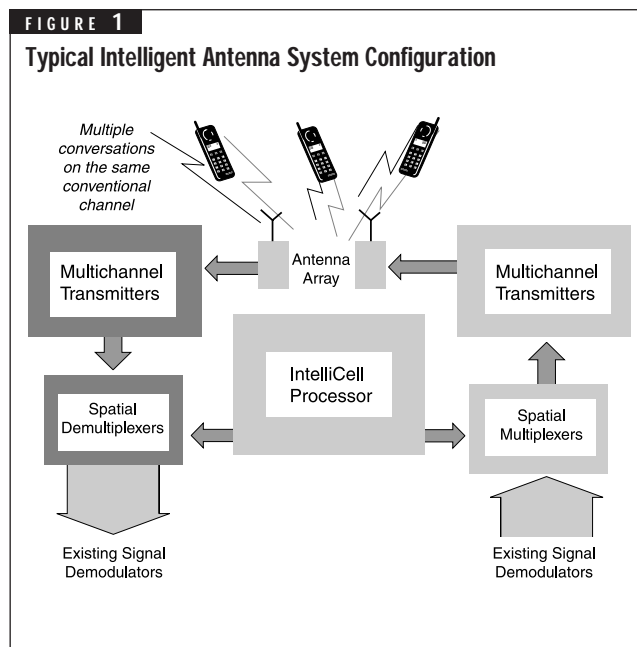 FIGURE 1
Typical Intelligent Antenna System Configuration
Multiple
conversations
on the same
conventional
channel
Antenna
Array
Multichannel
Transmitters
Multichannel
Transmitters
IntelliCell
Processor
Spatial
Demultiplexers
Spatial
Multiplexers
Existing Signal
Demodulators
Existing Signal
Demodulators